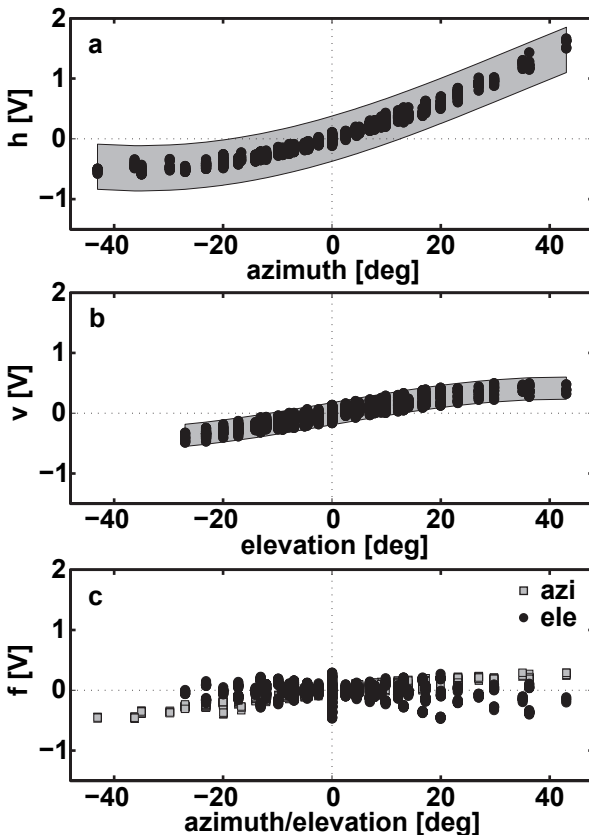 2
a
1
h [V]
0
−1
−40 −20 0 20 40
azimuth [deg]
2
b
1
v [V]
0
−1
−40 −20 0 20 40
elevation [deg]
2
c
azi
ele
1
f [V]
0
−1
−40 −20 0 20 40
azimuth/elevation [deg]